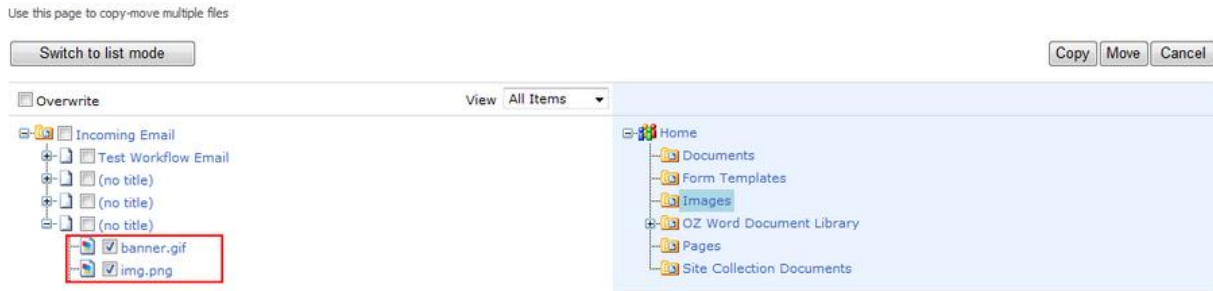 Use this page to copy-move multiple files
Switch to list mode
Copy Move Cancel
Overwrite
View All Items
Incoming Email
Test Workflow Email
(no title)
(no title)
(no title)
banner.gif
img.png
Home
Documents
Form Templates
Images
OZ Word Document Library
Pages
Site Collection Documents